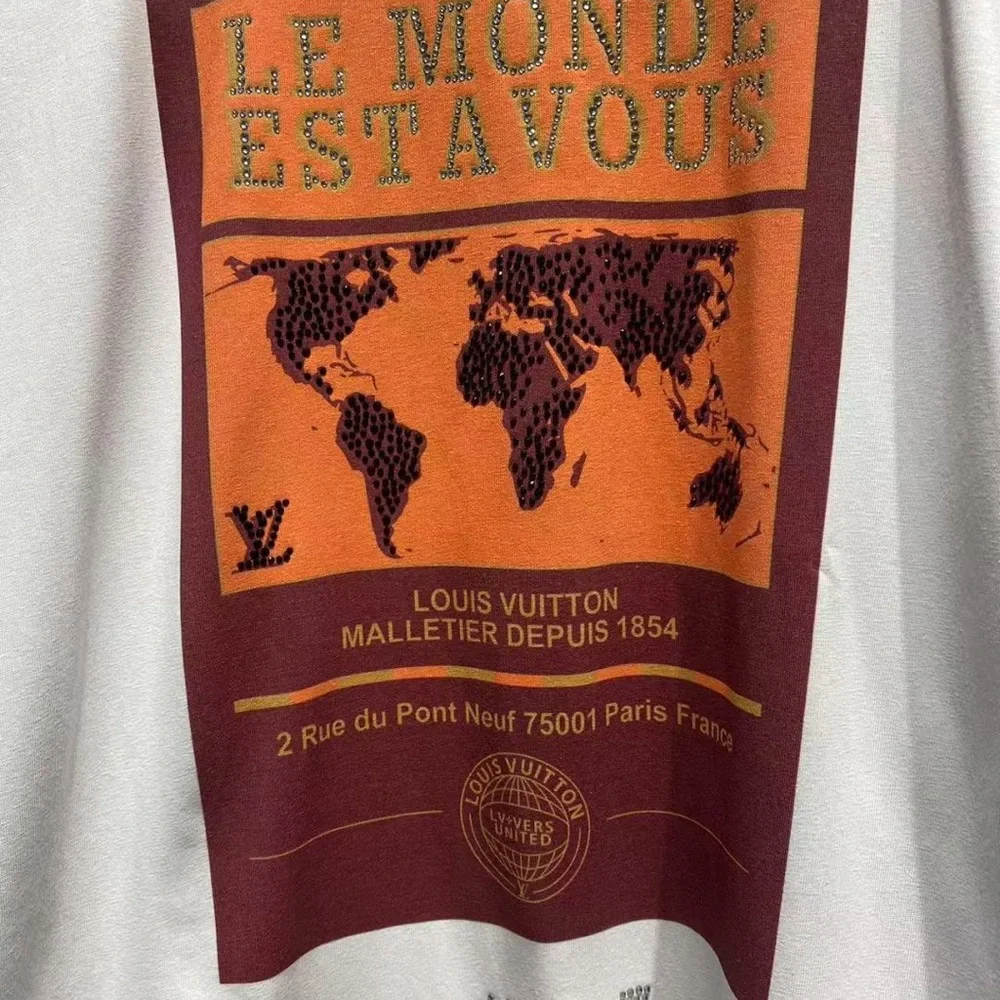 LE MONDE
EST A VOUS
LV
LOUIS VUITTON
MALLETIER DEPUIS 1854
2 Rue du Pont Neuf 75001 Paris France
LOUIS VUITTON
LV✦VERS
UNITED